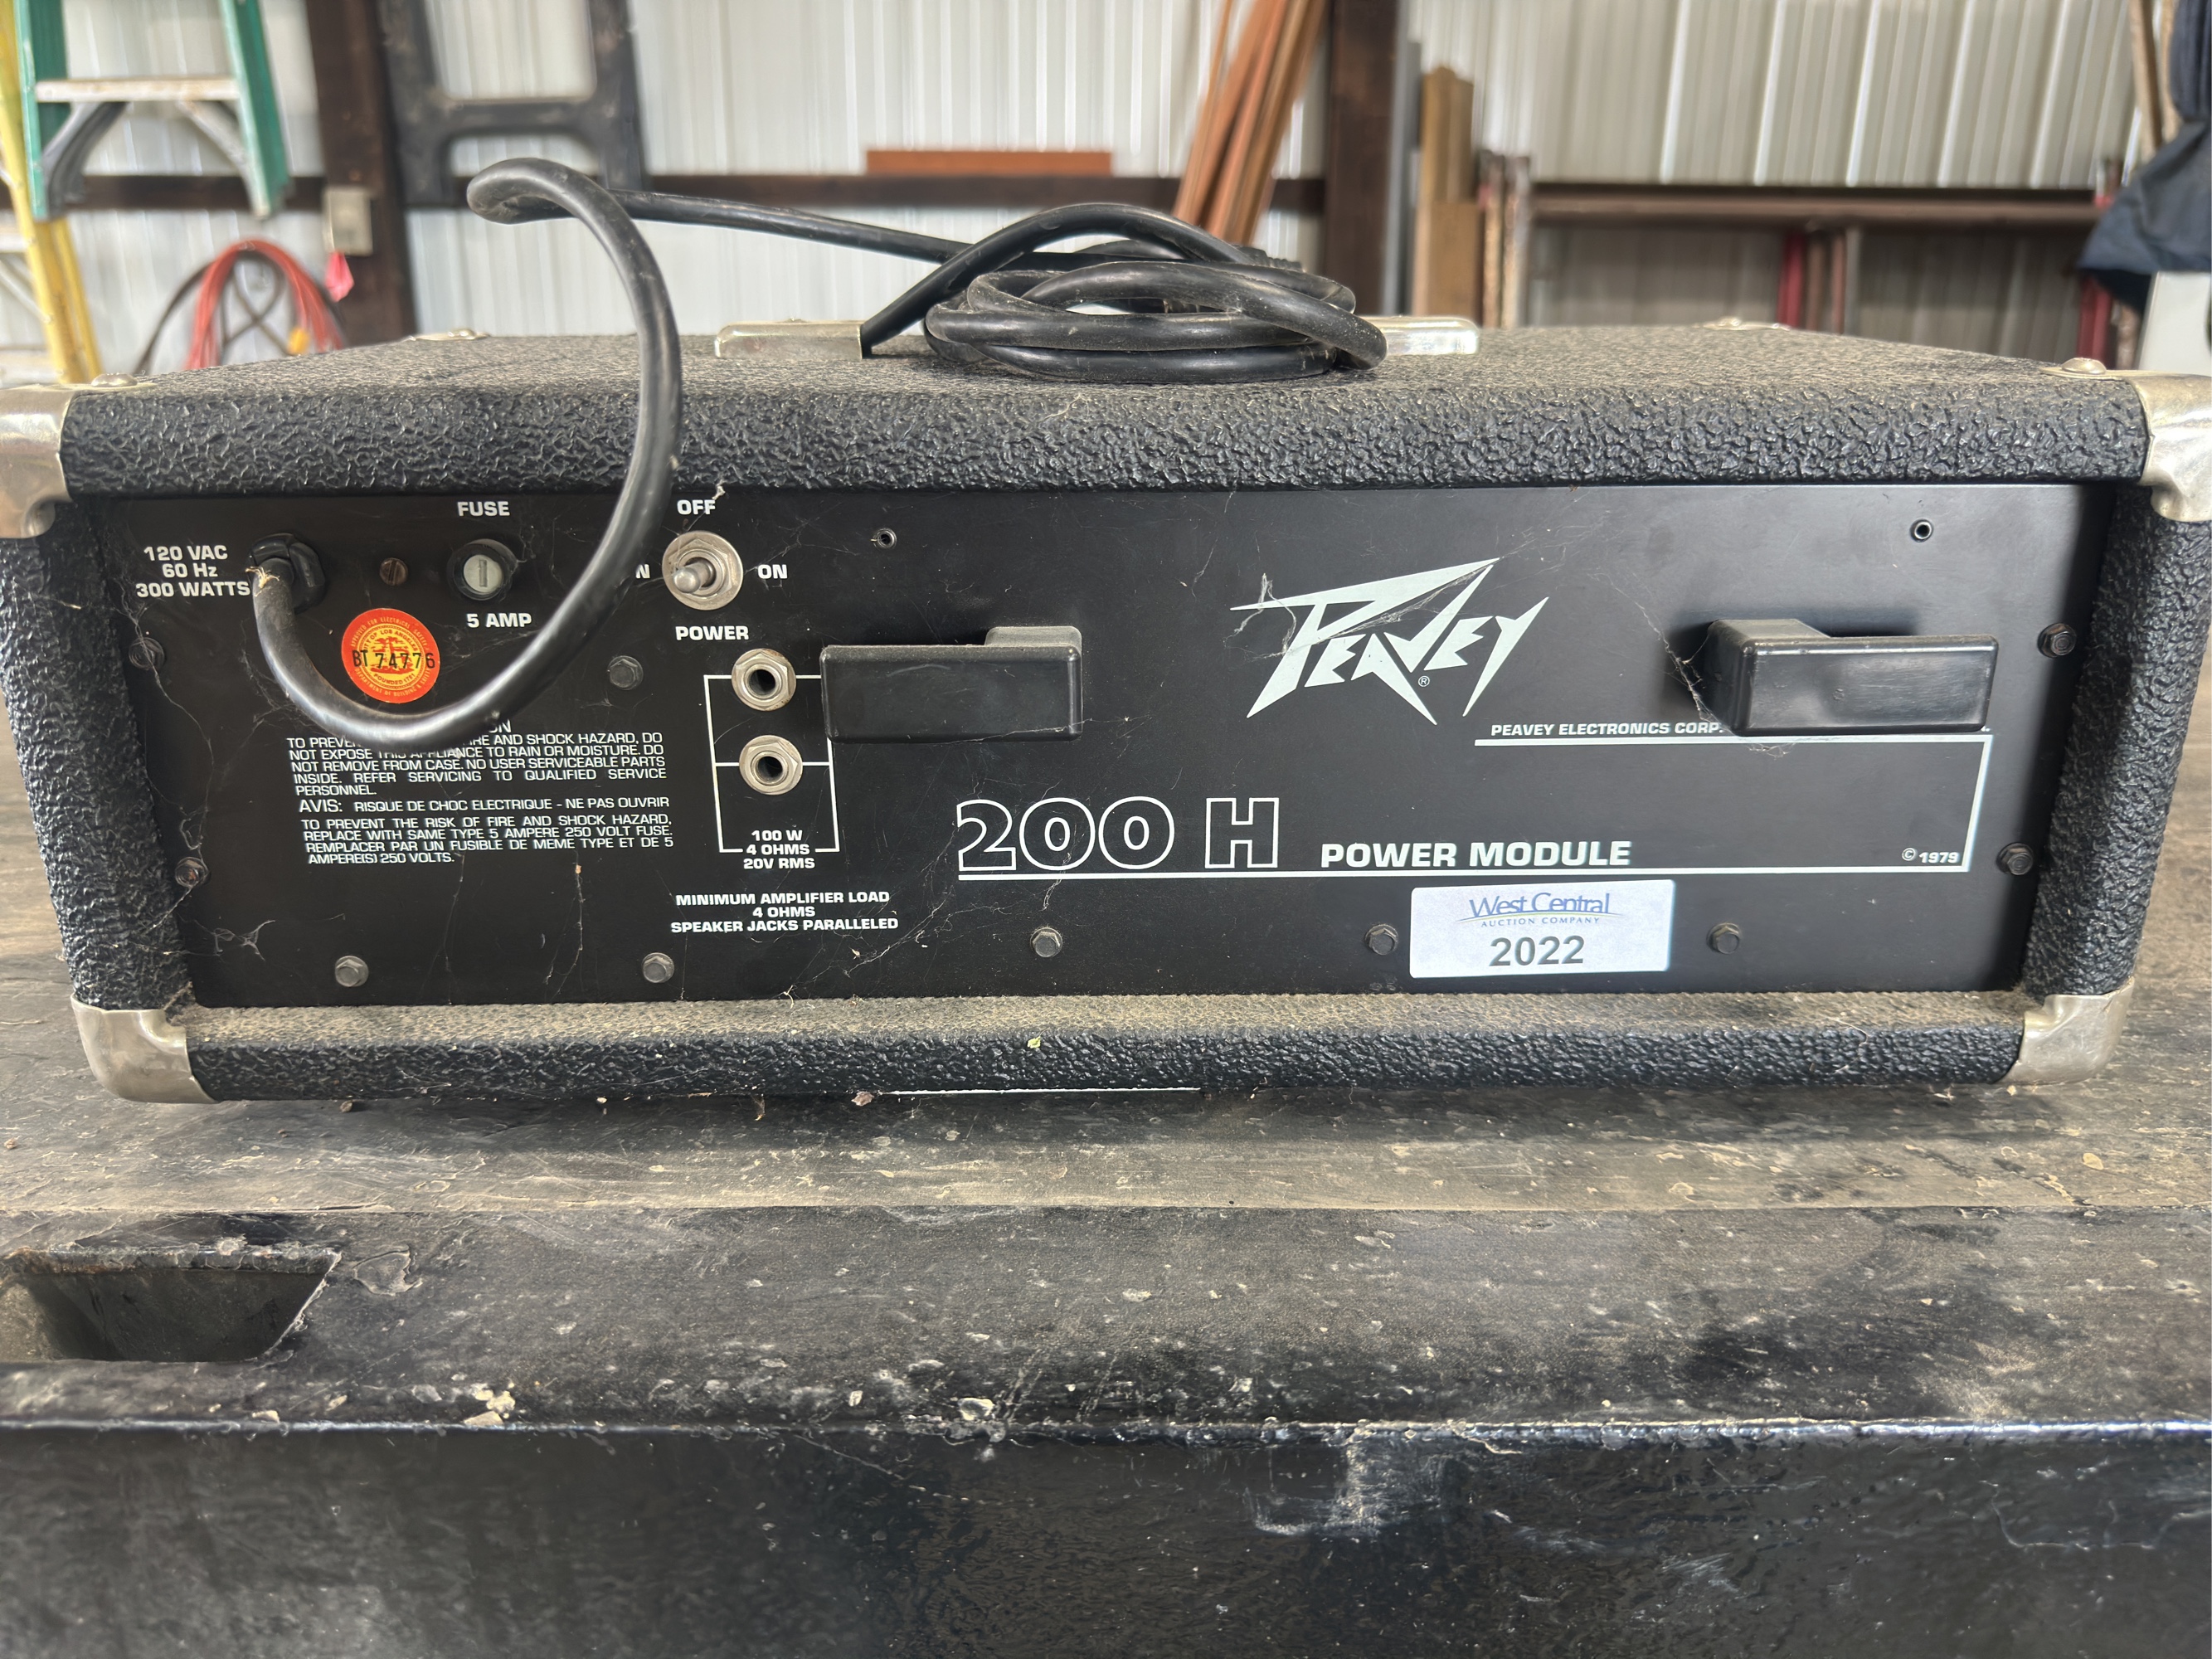 FUSE
OFF
120 VAC
60 Hz
300 WATTS
N
ON
5 AMP
POWER
BT 74776
PEAVEY
®
PEAVEY ELECTRONICS CORP.
TO PREVENT FIRE AND SHOCK HAZARD, DO
NOT EXPOSE THIS APPLIANCE TO RAIN OR MOISTURE. DO
NOT REMOVE FROM CASE. NO USER SERVICEABLE PARTS
INSIDE. REFER SERVICING TO QUALIFIED SERVICE
PERSONNEL.
AVIS: RISQUE DE CHOC ELECTRIQUE - NE PAS OUVRIR
TO PREVENT THE RISK OF FIRE AND SHOCK HAZARD,
REPLACE WITH SAME TYPE 5 AMPERE 250 VOLT FUSE.
REMPLACER PAR UN FUSIBLE DE MEME TYPE ET DE 5
AMPERE(S) 250 VOLTS.
100 W
4 OHMS
20V RMS
MINIMUM AMPLIFIER LOAD
4 OHMS
SPEAKER JACKS PARALLELED
200 H POWER MODULE
© 1979
West Central
AUCTION COMPANY
2022